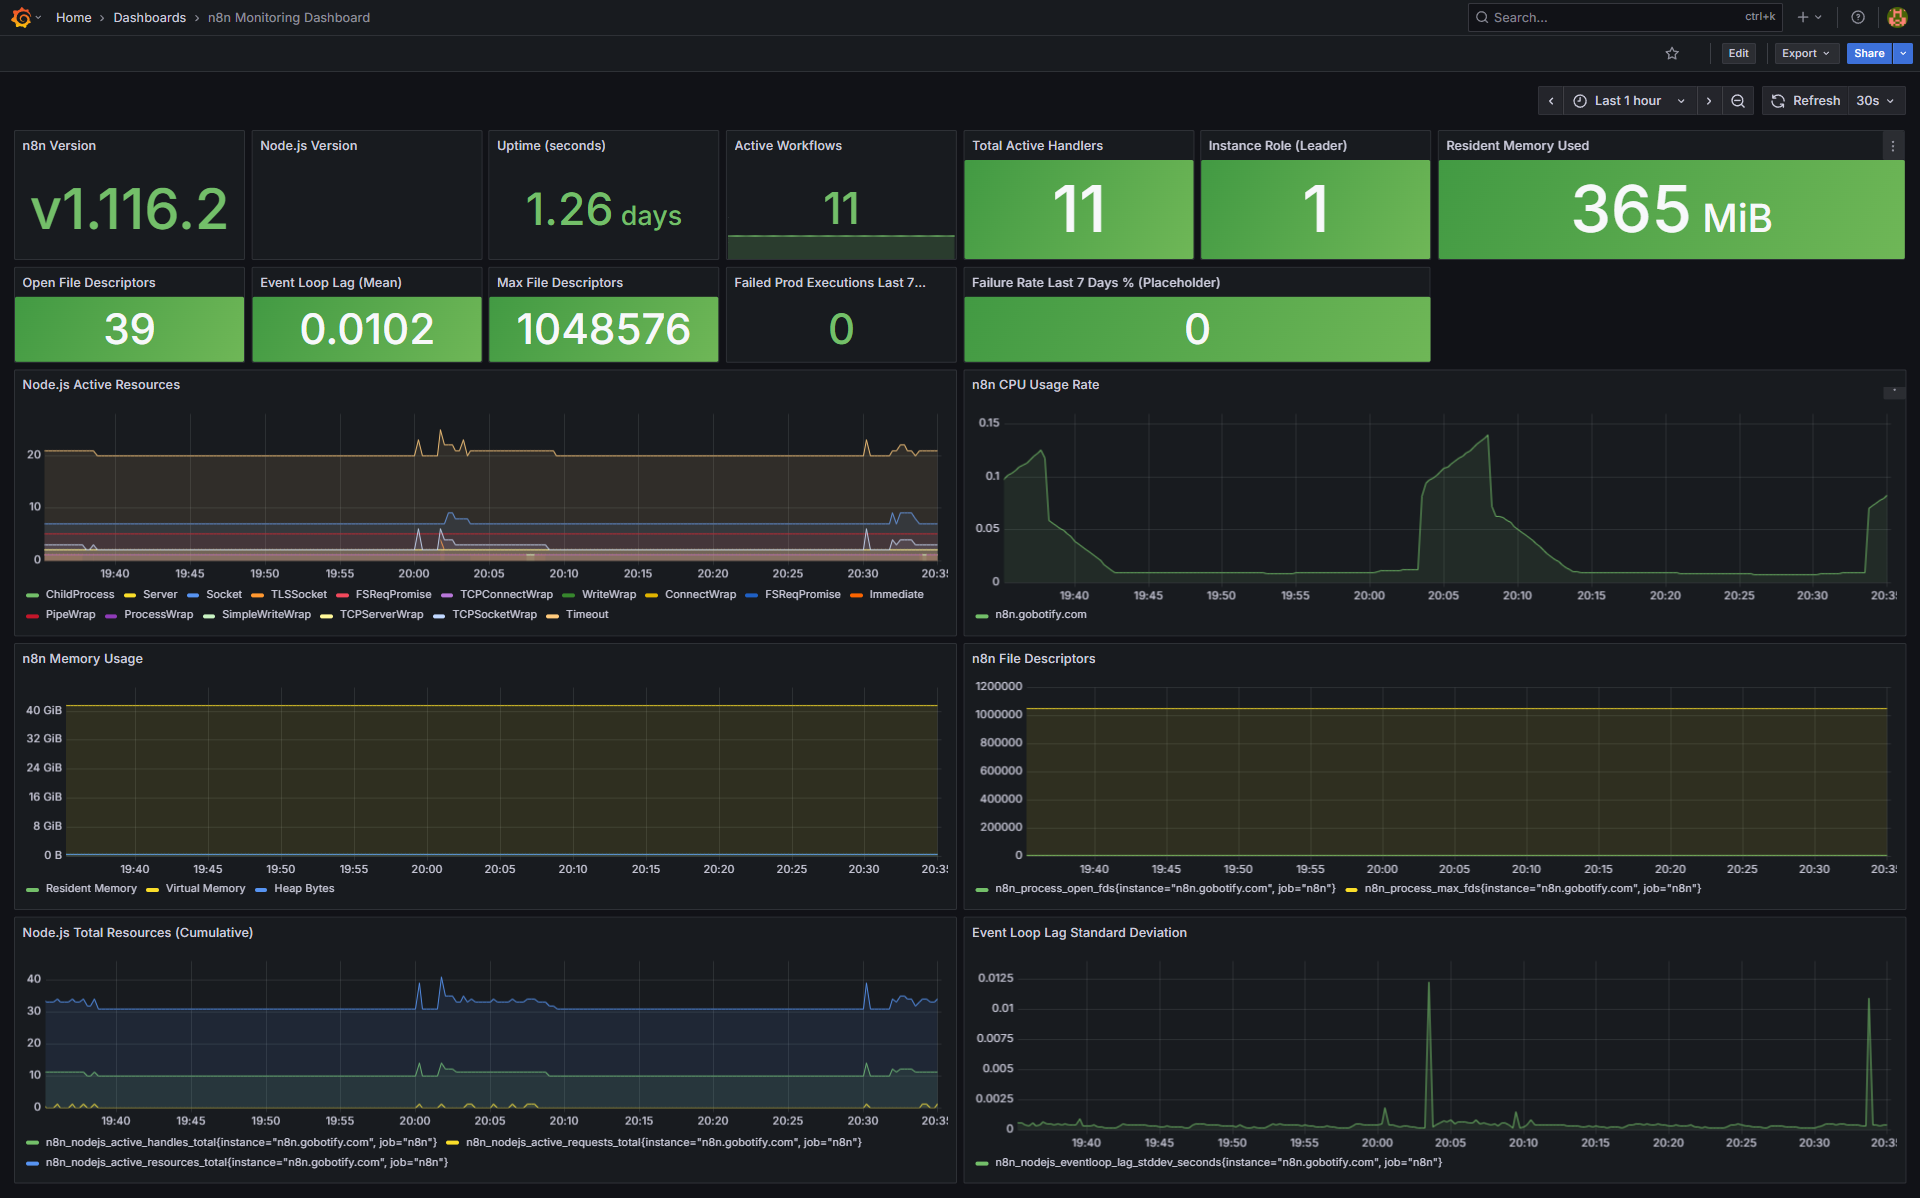 Home › Dashboards › n8n Monitoring Dashboard
Search...
ctrl+k
Edit
Export
Share
Last 1 hour
Refresh
30s
n8n Version
v1.116.2
Node.js Version
Uptime (seconds)
1.26 days
Active Workflows
11
Total Active Handlers
11
Instance Role (Leader)
1
Resident Memory Used
365 MiB
Open File Descriptors
39
Event Loop Lag (Mean)
0.0102
Max File Descriptors
1048576
Failed Prod Executions Last 7...
0
Failure Rate Last 7 Days % (Placeholder)
0
Node.js Active Resources
20
10
0
19:40 19:45 19:50 19:55 20:00 20:05 20:10 20:15 20:20 20:25 20:30 20:35
ChildProcess Server Socket TLSSocket FSReqPromise TCPConnectWrap WriteWrap ConnectWrap FSReqPromise Immediate
PipeWrap ProcessWrap SimpleWriteWrap TCPServerWrap TCPSocketWrap Timeout
n8n CPU Usage Rate
0.15
0.1
0.05
0
19:40 19:45 19:50 19:55 20:00 20:05 20:10 20:15 20:20 20:25 20:30 20:35
n8n.gobotify.com
n8n Memory Usage
40 GiB
32 GiB
24 GiB
16 GiB
8 GiB
0 B
19:40 19:45 19:50 19:55 20:00 20:05 20:10 20:15 20:20 20:25 20:30 20:35
Resident Memory Virtual Memory Heap Bytes
n8n File Descriptors
1200000
1000000
800000
600000
400000
200000
0
19:40 19:45 19:50 19:55 20:00 20:05 20:10 20:15 20:20 20:25 20:30 20:35
n8n_process_open_fds{instance="n8n.gobotify.com", job="n8n"} n8n_process_max_fds{instance="n8n.gobotify.com", job="n8n"}
Node.js Total Resources (Cumulative)
40
30
20
10
0
19:40 19:45 19:50 19:55 20:00 20:05 20:10 20:15 20:20 20:25 20:30 20:35
n8n_nodejs_active_handles_total{instance="n8n.gobotify.com", job="n8n"} n8n_nodejs_active_requests_total{instance="n8n.gobotify.com", job="n8n"}
n8n_nodejs_active_resources_total{instance="n8n.gobotify.com", job="n8n"}
Event Loop Lag Standard Deviation
0.0125
0.01
0.0075
0.005
0.0025
0
19:40 19:45 19:50 19:55 20:00 20:05 20:10 20:15 20:20 20:25 20:30 20:35
n8n_nodejs_eventloop_lag_stddev_seconds{instance="n8n.gobotify.com", job="n8n"}